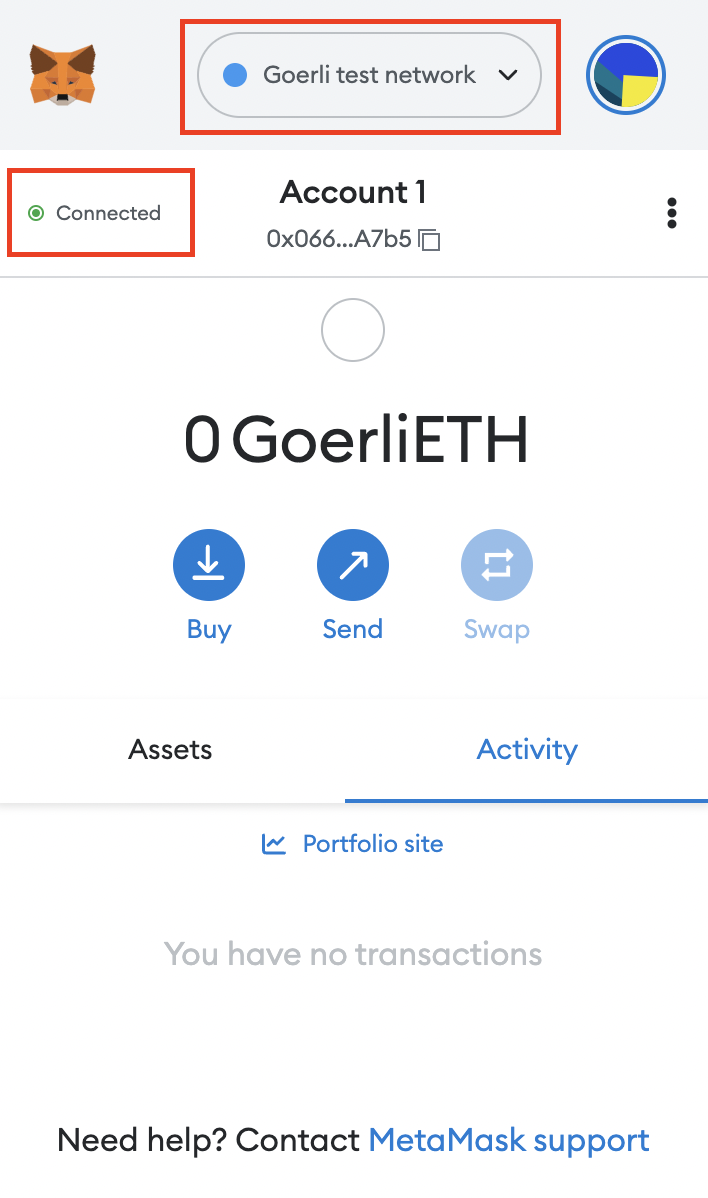 Goerli test network
Connected
Account 1
0x066...A7b5
0 GoerliETH
Buy
Send
Swap
Assets
Activity
Portfolio site
You have no transactions
Need help? Contact MetaMask support